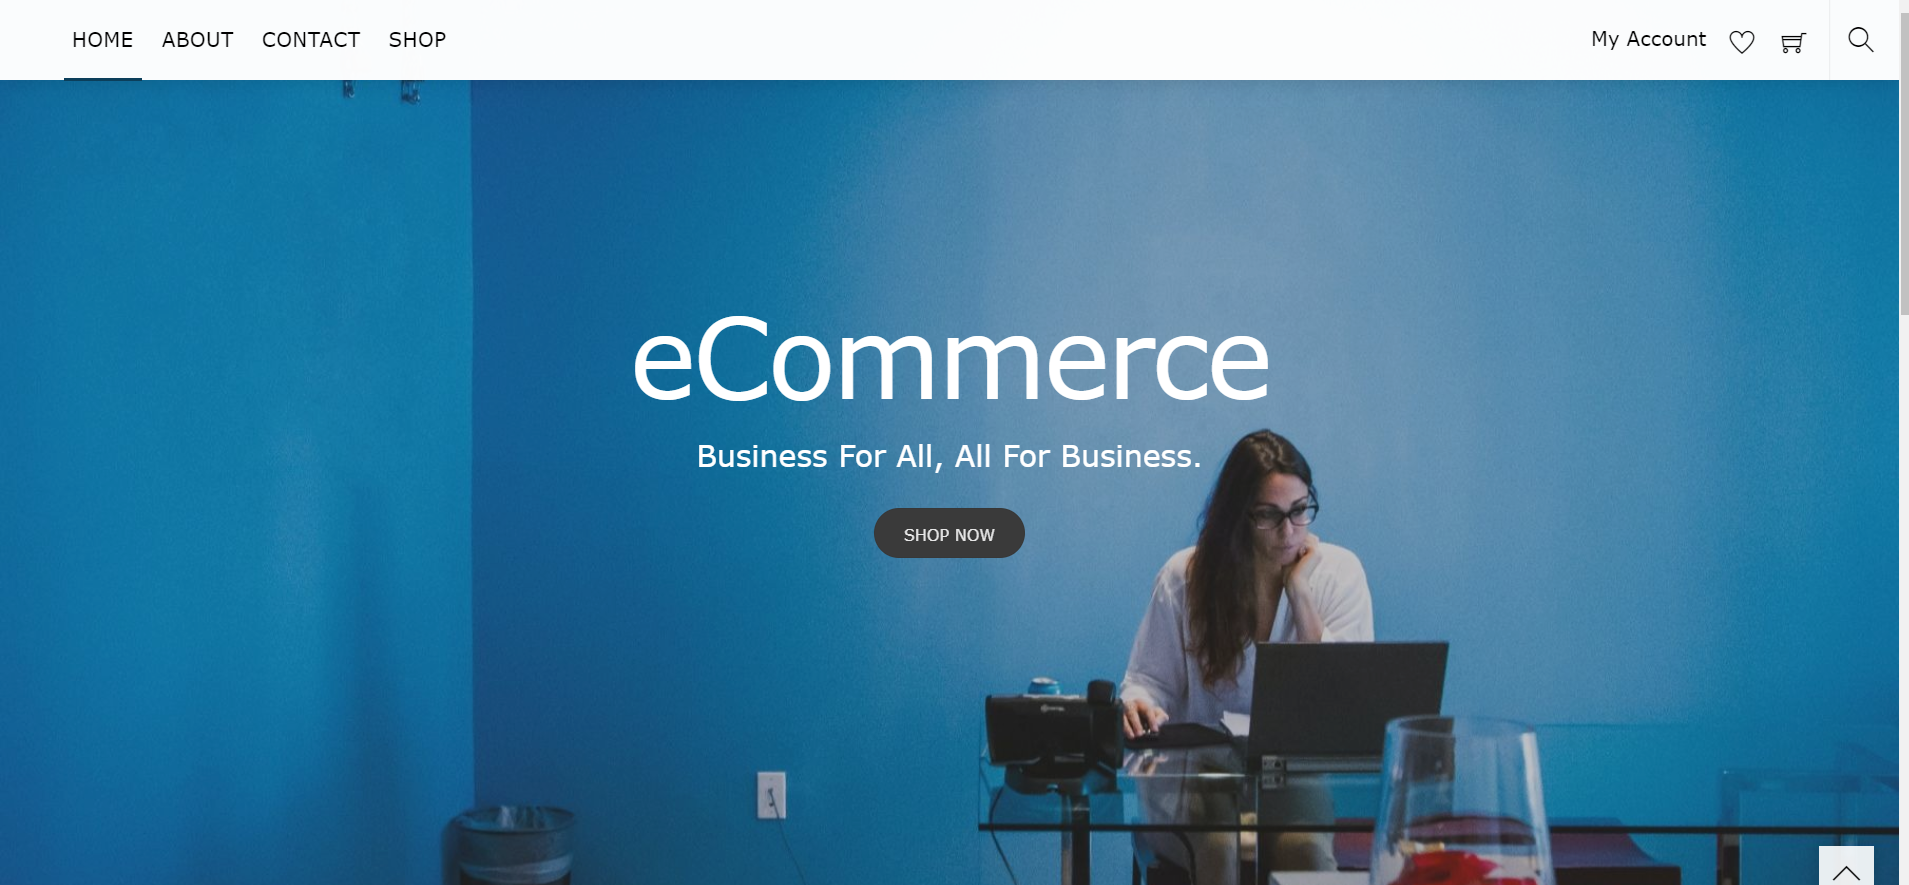 HOME ABOUT CONTACT SHOP My Account
eCommerce
Business For All, All For Business.
SHOP NOW